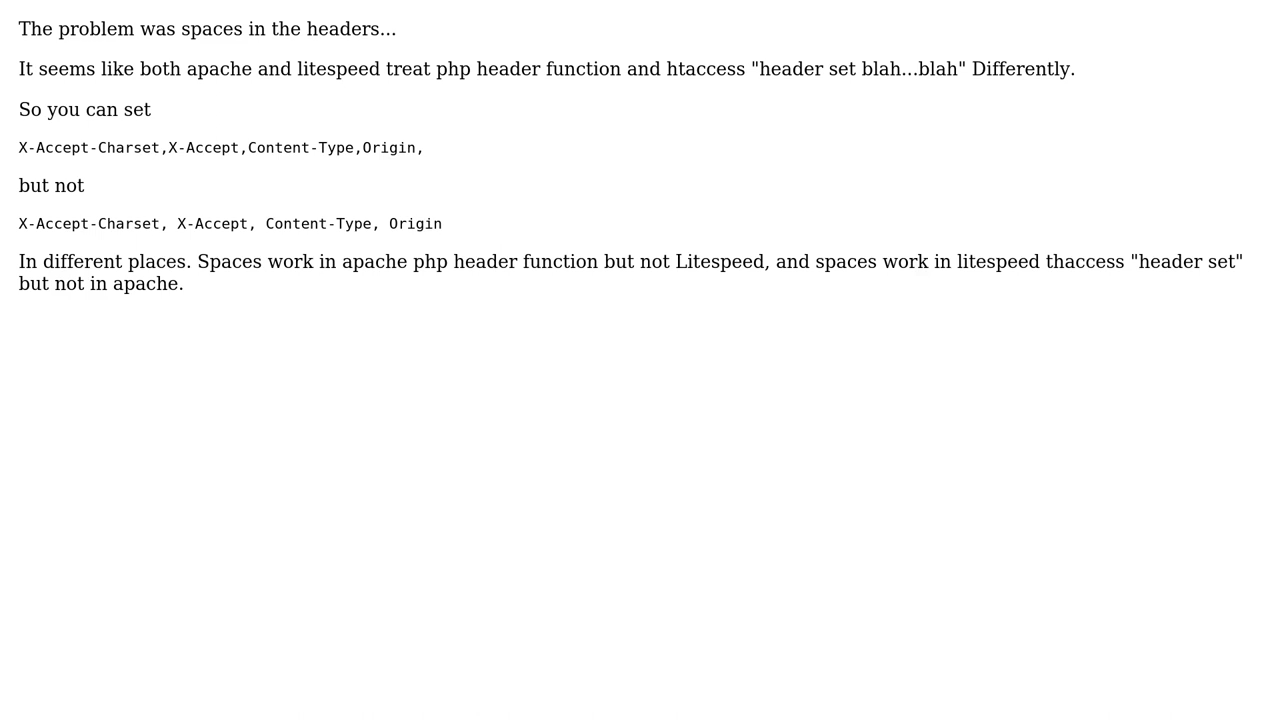 The problem was spaces in the headers...
It seems like both apache and litespeed treat php header function and htaccess "header set blah...blah" Differently.
So you can set
X-Accept-Charset,X-Accept,Content-Type,Origin,
but not
X-Accept-Charset, X-Accept, Content-Type, Origin
In different places. Spaces work in apache php header function but not Litespeed, and spaces work in litespeed thaccess "header set"
but not in apache.